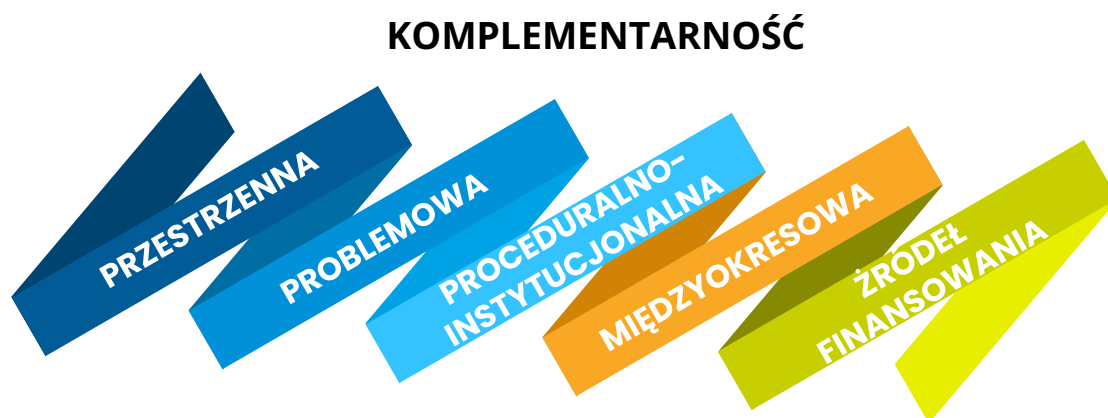 KOMPLEMENTARNOŚĆ
PRZESTRZENNA
PROBLEMOWA
PROCEDURALNO-
INSTYTUCJONALNA
MIĘDZYOKRESOWA
ŹRÓDEŁ
FINANSOWANIA